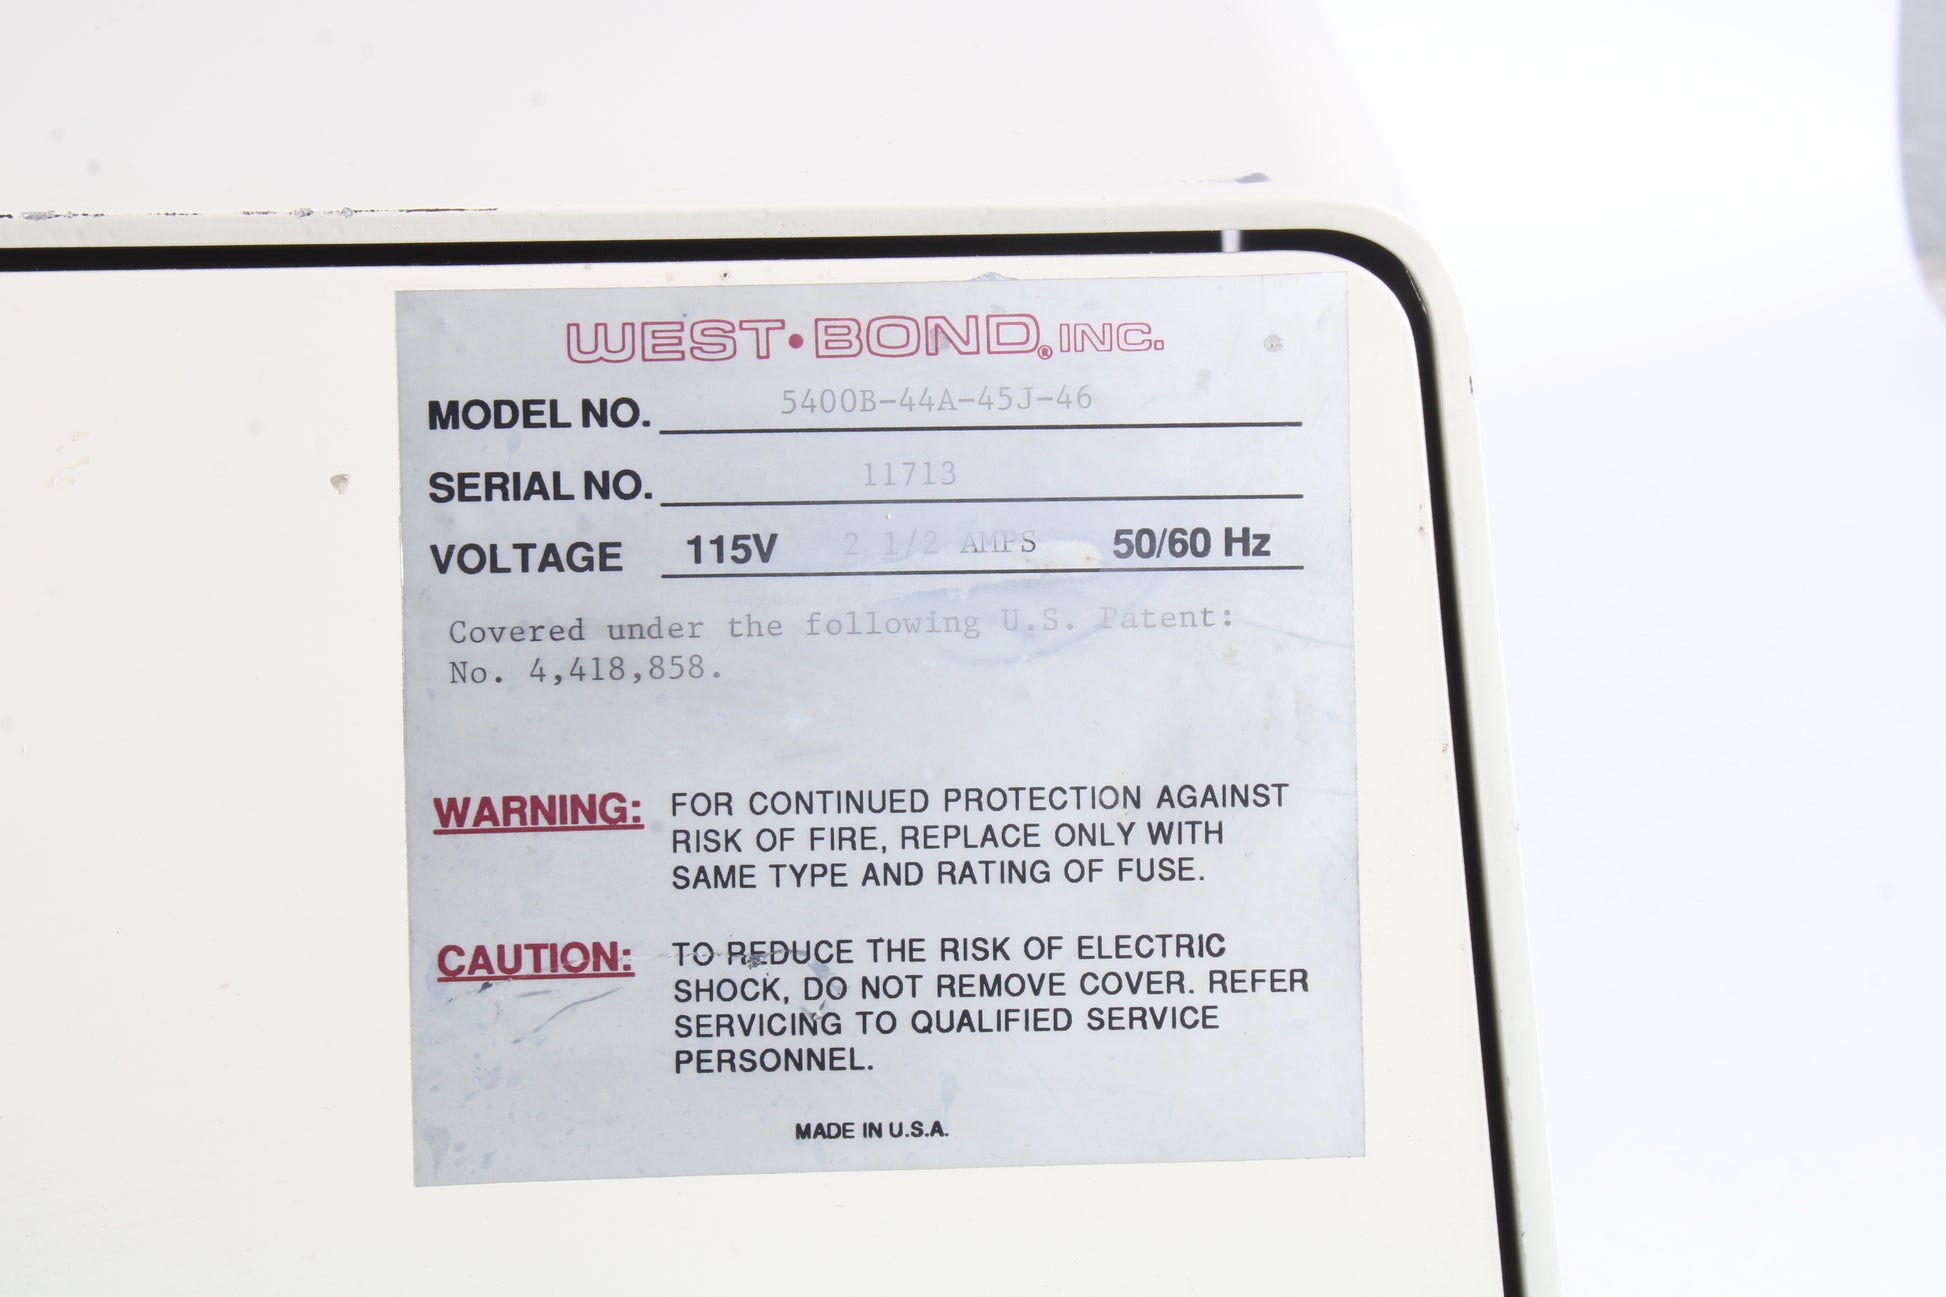 WEST·BOND® INC.
MODEL NO. 5400B-44A-45J-46
SERIAL NO. 11713
VOLTAGE 115V 2 1/2 AMPS 50/60 Hz
Covered under the following U.S. Patent:
No. 4,418,858.
WARNING: FOR CONTINUED PROTECTION AGAINST
RISK OF FIRE, REPLACE ONLY WITH
SAME TYPE AND RATING OF FUSE.
CAUTION: TO REDUCE THE RISK OF ELECTRIC
SHOCK, DO NOT REMOVE COVER. REFER
SERVICING TO QUALIFIED SERVICE
PERSONNEL.
MADE IN U.S.A.